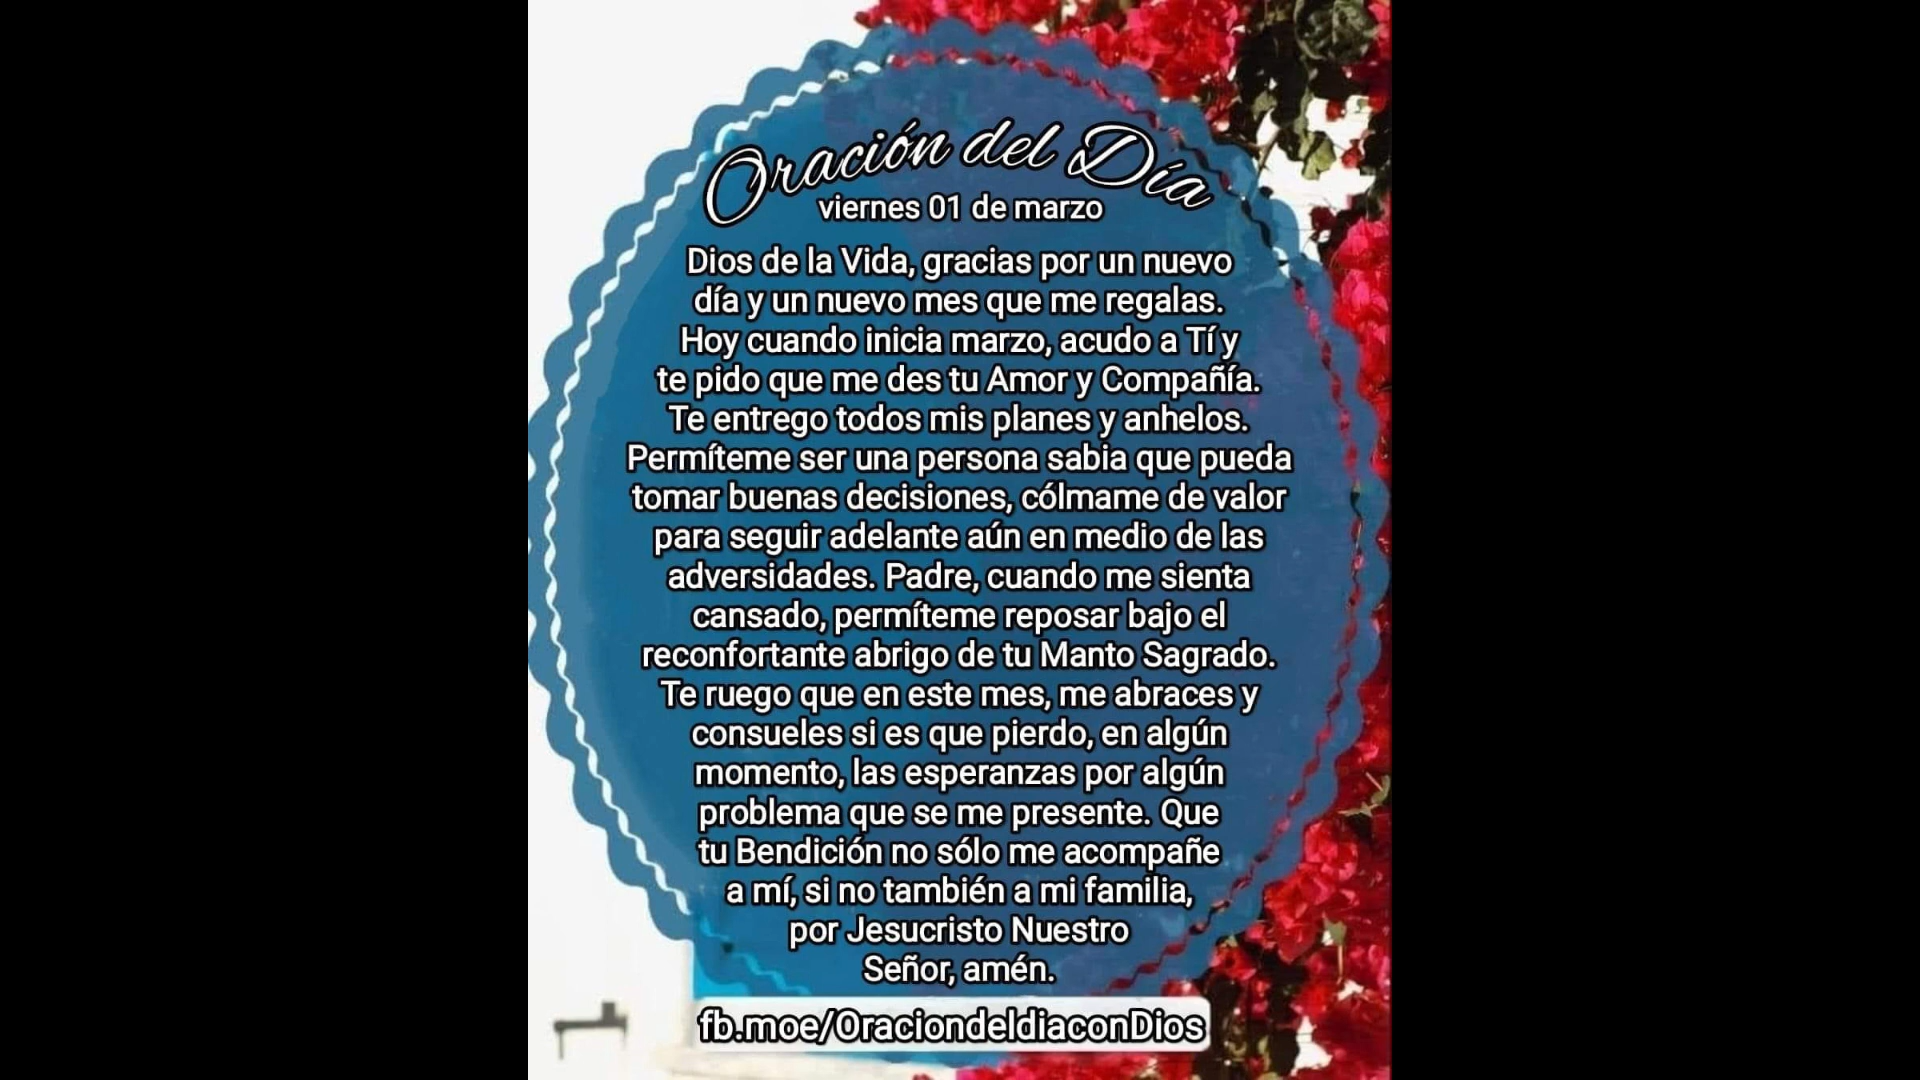 Oración del Día
viernes 01 de marzo
Dios de la Vida, gracias por un nuevo
día y un nuevo mes que me regalas.
Hoy cuando inicia marzo, acudo a Tí y
te pido que me des tu Amor y Compañía.
Te entrego todos mis planes y anhelos.
Permíteme ser una persona sabia que pueda
tomar buenas decisiones, cólmame de valor
para seguir adelante aún en medio de las
adversidades. Padre, cuando me sienta
cansado, permíteme reposar bajo el
reconfortante abrigo de tu Manto Sagrado.
Te ruego que en este mes, me abraces y
consueles si es que pierdo, en algún
momento, las esperanzas por algún
problema que se me presente. Que
tu Bendición no sólo me acompañe
a mí, si no también a mi familia,
por Jesucristo Nuestro
Señor, amén.
fb.moe/OraciondeldiaconDios